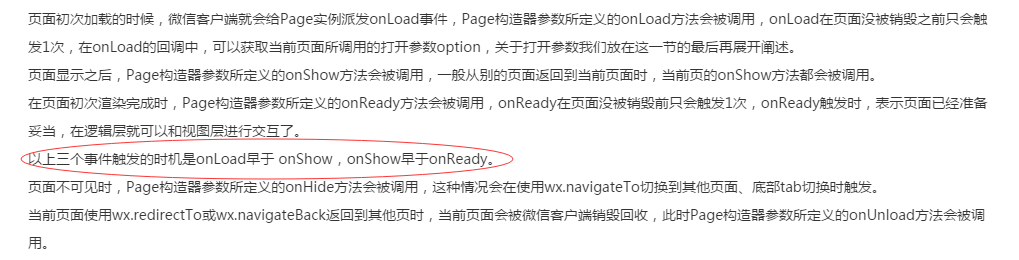 页面初次加载的时候，微信客户端就会给Page实例派发onLoad事件，Page构造器参数所定义的onLoad方法会被调用，onLoad在页面没被销毁之前只会触
发1次，在onLoad的回调中，可以获取当前页面所调用的打开参数option，关于打开参数我们放在这一节的最后再展开阐述。
页面显示之后，Page构造器参数所定义的onShow方法会被调用，一般从别的页面返回到当前页面时，当前页的onShow方法都会被调用。
在页面初次渲染完成时，Page构造器参数所定义的onReady方法会被调用，onReady在页面没被销毁前只会触发1次，onReady触发时，表示页面已经准备
妥当，在逻辑层就可以和视图层进行交互了。
以上三个事件触发的时机是onLoad早于 onShow，onShow早于onReady。
页面不可见时，Page构造器参数所定义的onHide方法会被调用，这种情况会在使用wx.navigateTo切换到其他页面、底部tab切换时触发。
当前页面使用wx.redirectTo或wx.navigateBack返回到其他页时，当前页面会被微信客户端销毁回收，此时Page构造器参数所定义的onUnload方法会被调
用。